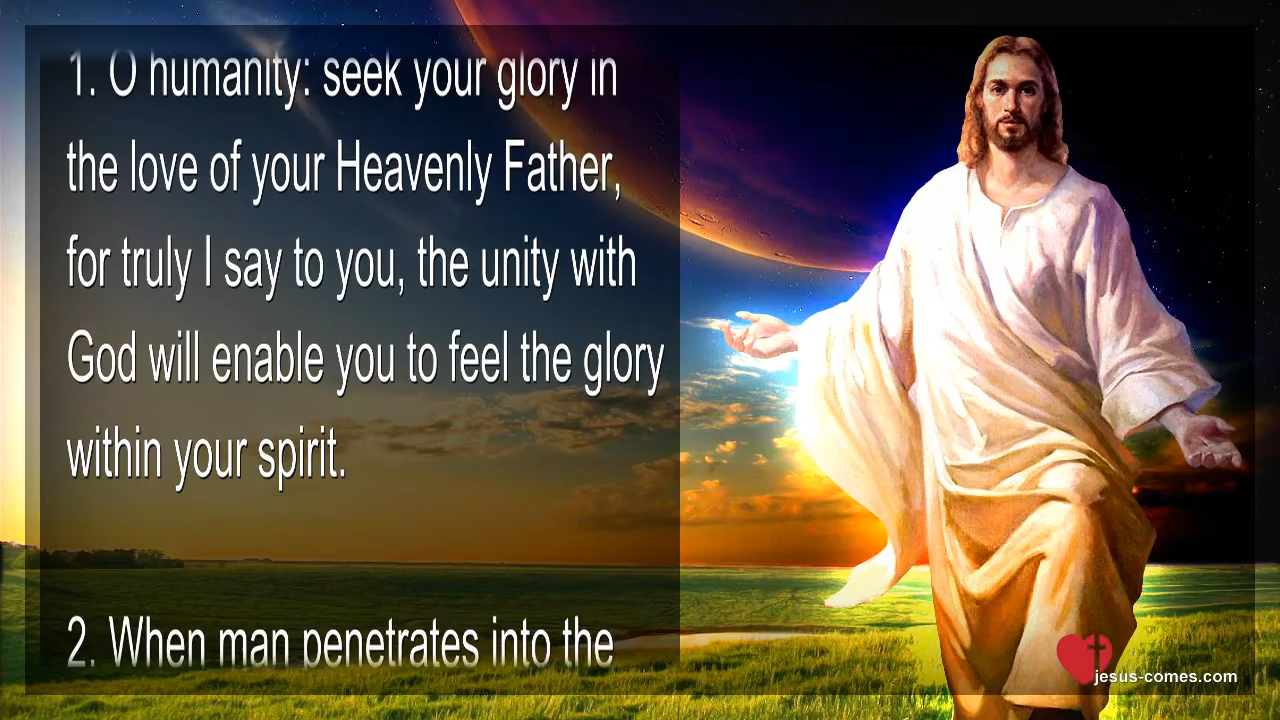 1. O humanity: seek your glory in
the love of your Heavenly Father,
for truly I say to you, the unity with
God will enable you to feel the glory
within your spirit.
2. When man penetrates into the
jesus-comes.com